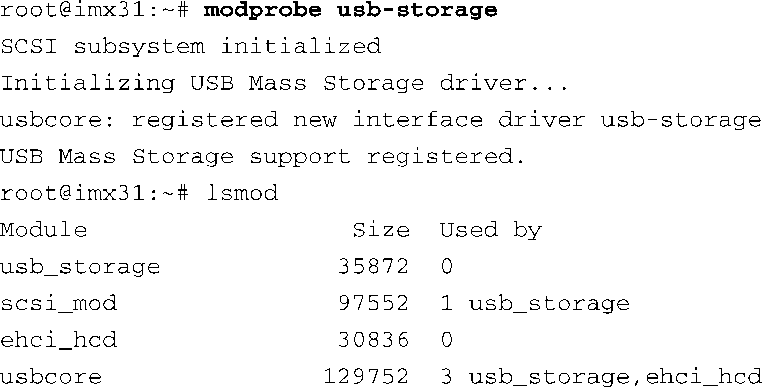 root@imx31:~# modprobe usb-storage
SCSI subsystem initialized
Initializing USB Mass Storage driver...
usbcore: registered new interface driver usb-storage
USB Mass Storage support registered.
root@imx31:~# lsmod
Module                  Size  Used by
usb_storage            35872  0
scsi_mod               97552  1 usb_storage
ehci_hcd               30836  0
usbcore               129752  3 usb_storage,ehci_hcd